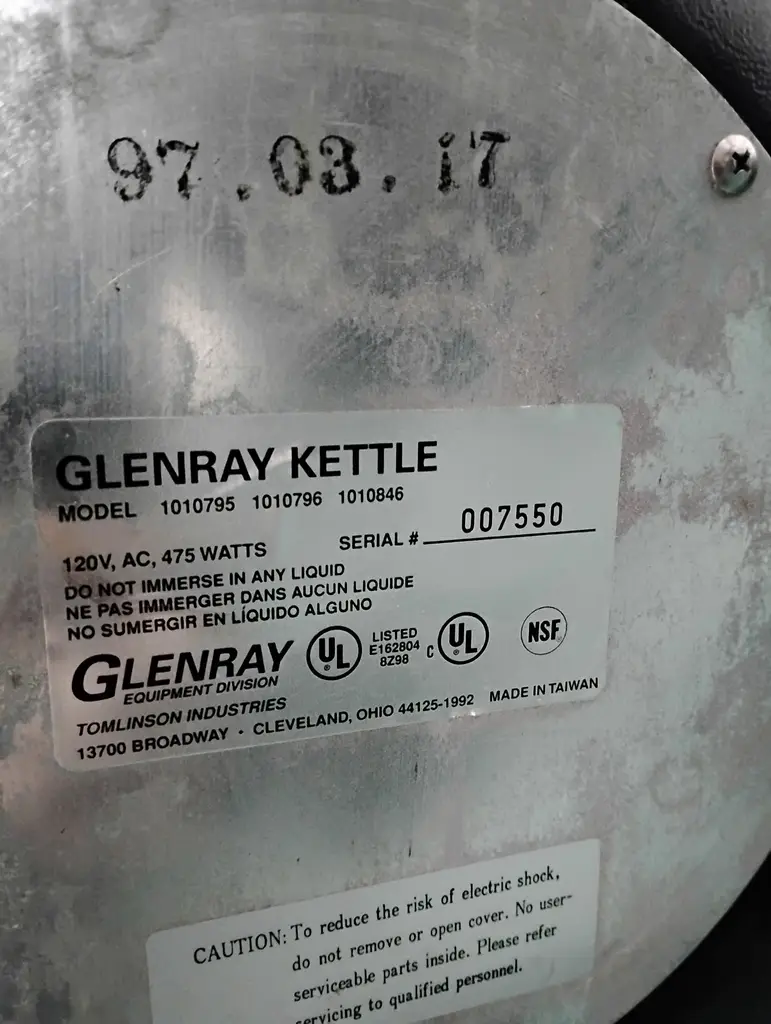 97.03.17
GLENRAY KETTLE
MODEL 1010795 1010796 1010846
120V, AC, 475 WATTS SERIAL # 007550
DO NOT IMMERSE IN ANY LIQUID
NE PAS IMMERGER DANS AUCUN LIQUIDE
NO SUMERGIR EN LÍQUIDO ALGUNO
GLENRAY
EQUIPMENT DIVISION
UL ®
LISTED
E162804
8Z98
C UL ®
NSF®
TOMLINSON INDUSTRIES
13700 BROADWAY · CLEVELAND, OHIO 44125-1992 MADE IN TAIWAN
CAUTION: To reduce the risk of electric shock,
do not remove or open cover. No user-
serviceable parts inside. Please refer
servicing to qualified personnel.